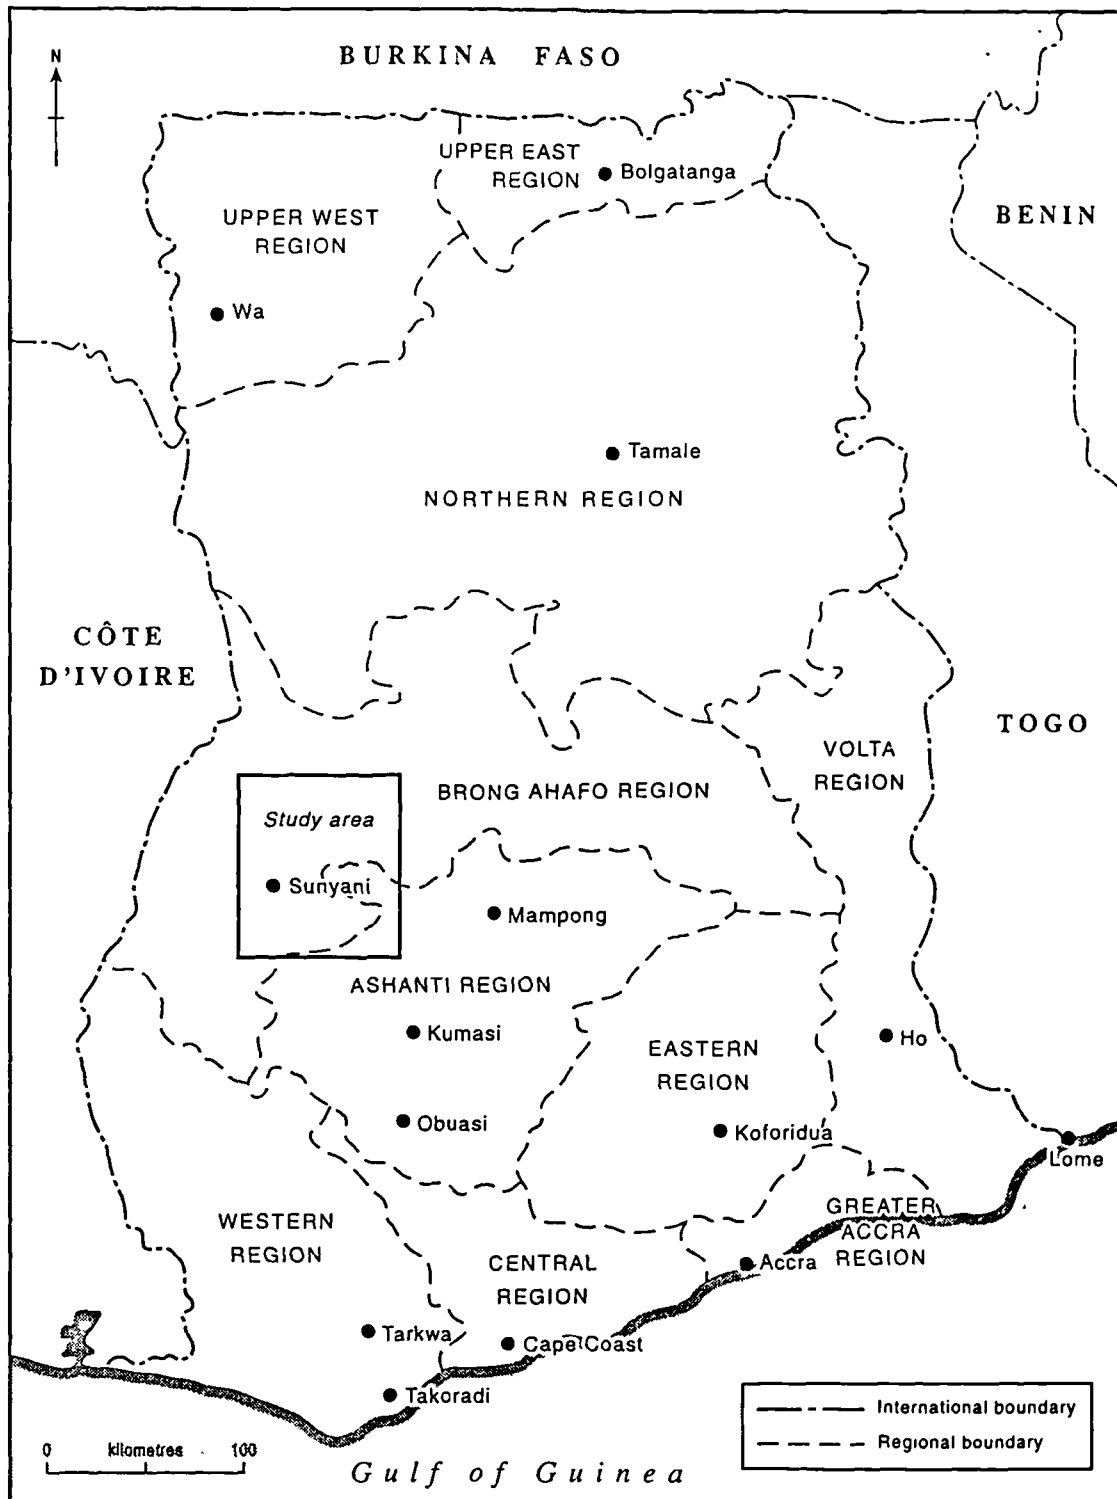 BURKINA FASO
N
UPPER EAST
REGION
Bolgatanga
BENIN
UPPER WEST
REGION
Wa
Tamale
NORTHERN REGION
CÔTE
D'IVOIRE
TOGO
VOLTA
REGION
BRONG AHAFO REGION
Study area
Sunyani
Mampong
ASHANTI REGION
Kumasi
Ho
EASTERN
REGION
Obuasi
Koforidua
Lome
WESTERN
REGION
GREATER
ACCRA
REGION
CENTRAL
REGION
Accra
Tarkwa
Cape Coast
Takoradi
International boundary
Regional boundary
0 kilometres 100
Gulf of Guinea